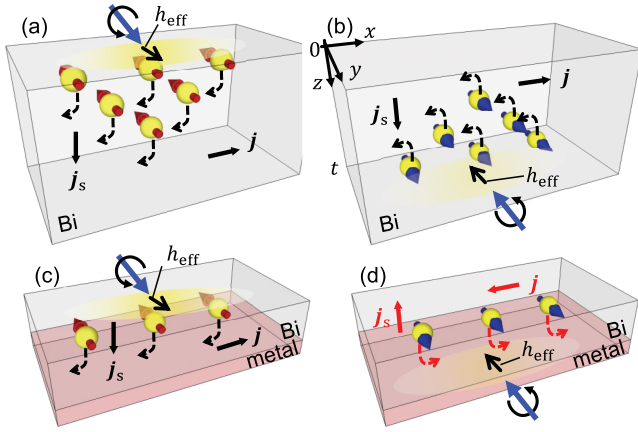 (a)
h_eff
j_s
j
Bi
(b)
0
x
y
z
j
j_s
t
h_eff
Bi
(c)
h_eff
j_s
j
Bi
metal
(d)
j
j_s
h_eff
Bi
metal